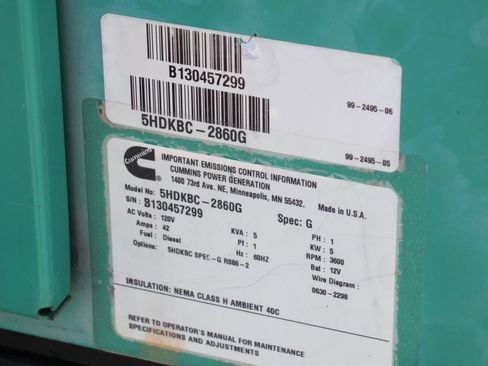 B130457299
99-2495-06
5HDKBC-2860G
99-2495-05
Cummins
IMPORTANT EMISSIONS CONTROL INFORMATION
CUMMINS POWER GENERATION
1400 73rd Ave. NE, Minneapolis, MN 55432. Made in U.S.A.
Model No: 5HDKBC-2860G Spec: G
S/N: B130457299
AC Volts: 120V KVA: 5 PH: 1
Amps: 42 Pf: 1 KW: 5
Fuel: Diesel Hz: 60HZ RPM: 3600
Options: 5HDKBC SPEC-G R086-2 Bat: 12V
Wire Diagram:
0630-2298
INSULATION: NEMA CLASS H AMBIENT 40C
REFER TO OPERATOR'S MANUAL FOR MAINTENANCE
SPECIFICATIONS AND ADJUSTMENTS